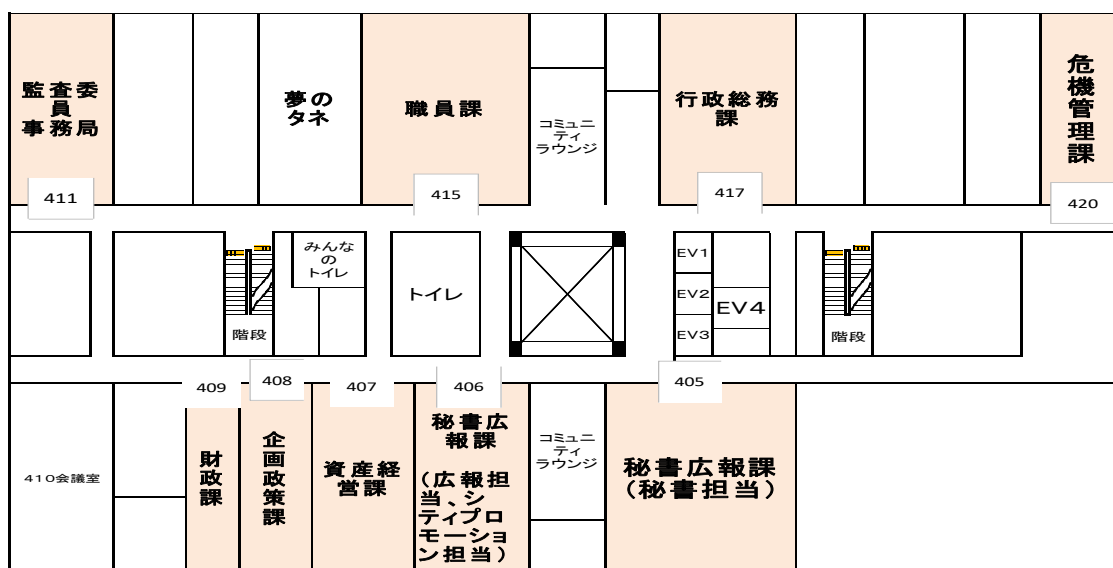 監査委
員
事務局
411
夢の
タネ
職員課
415
コミュニ
ティ
ラウンジ
行政総務
課
417
危
機
管
理
課
420
みんな
の
トイレ
階段
トイレ
EV1
EV2
EV3
EV4
階段
410会議室
409
財
政
課
408
企
画
政
策
課
407
資産経
営課
406
秘書広
報課
（広報担
当、シ
ティプロ
モーショ
ン担当）
コミュニ
ティ
ラウンジ
405
秘書広報課
（秘書担当）